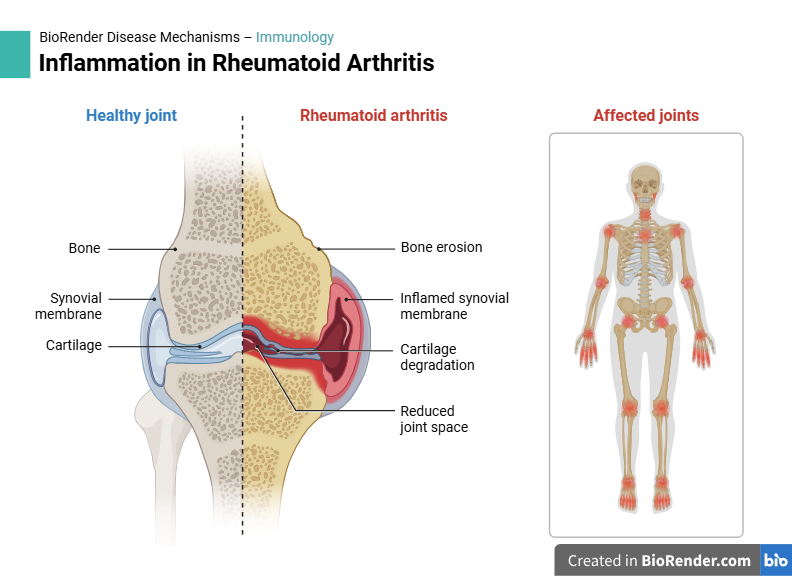 BioRender Disease Mechanisms – Immunology
Inflammation in Rheumatoid Arthritis
Healthy joint
Rheumatoid arthritis
Affected joints
Bone
Synovial
membrane
Cartilage
Bone erosion
Inflamed synovial
membrane
Cartilage
degradation
Reduced
joint space
Created in BioRender.com
bio